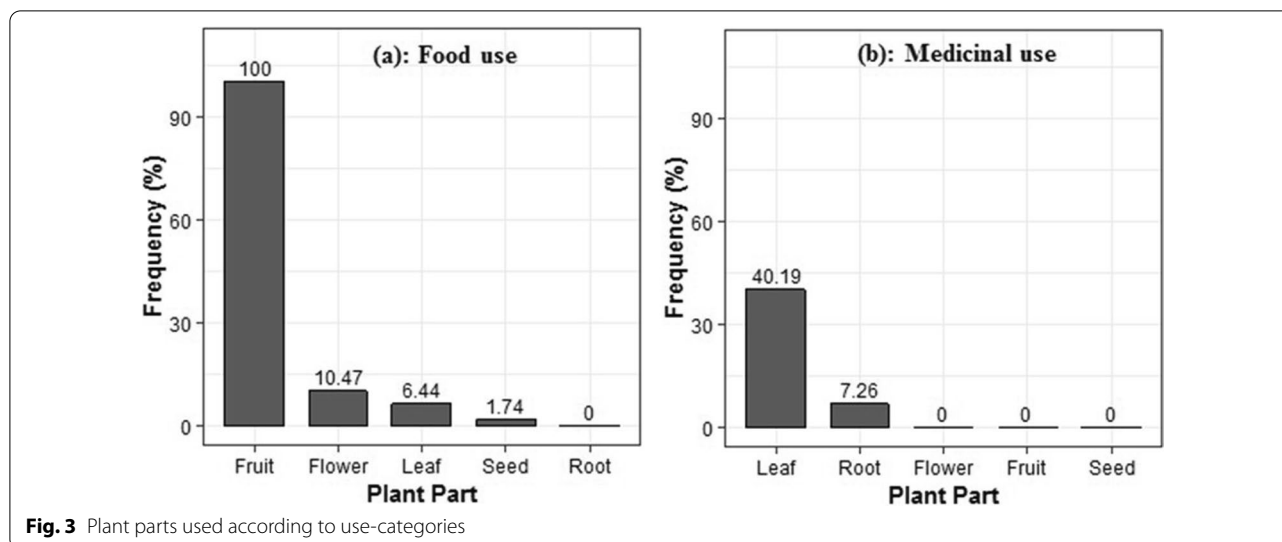 (a): Food use
Frequency (%)
90
60
30
0
100
10.47
6.44
1.74
0
Fruit Flower Leaf Seed Root
Plant Part
(b): Medicinal use
Frequency (%)
90
60
30
0
40.19
7.26
0
0
0
Leaf Root Flower Fruit Seed
Plant Part
Fig. 3 Plant parts used according to use-categories